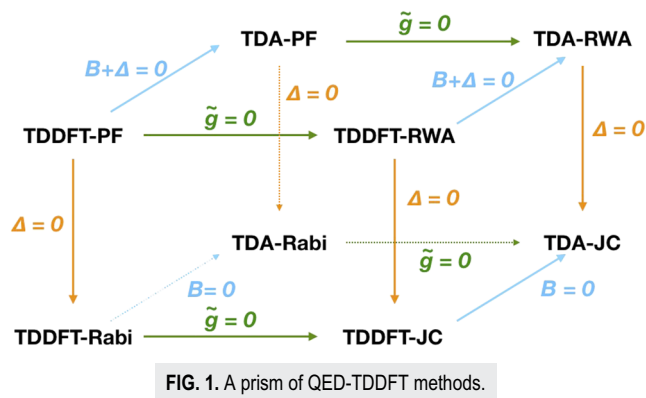 TDA-PF
g̃ = 0
TDA-RWA
B+Δ = 0
Δ = 0
B+Δ = 0
TDDFT-PF
g̃ = 0
TDDFT-RWA
Δ = 0
Δ = 0
Δ = 0
TDA-Rabi
g̃ = 0
TDA-JC
B= 0
B = 0
TDDFT-Rabi
g̃ = 0
TDDFT-JC
FIG. 1. A prism of QED-TDDFT methods.